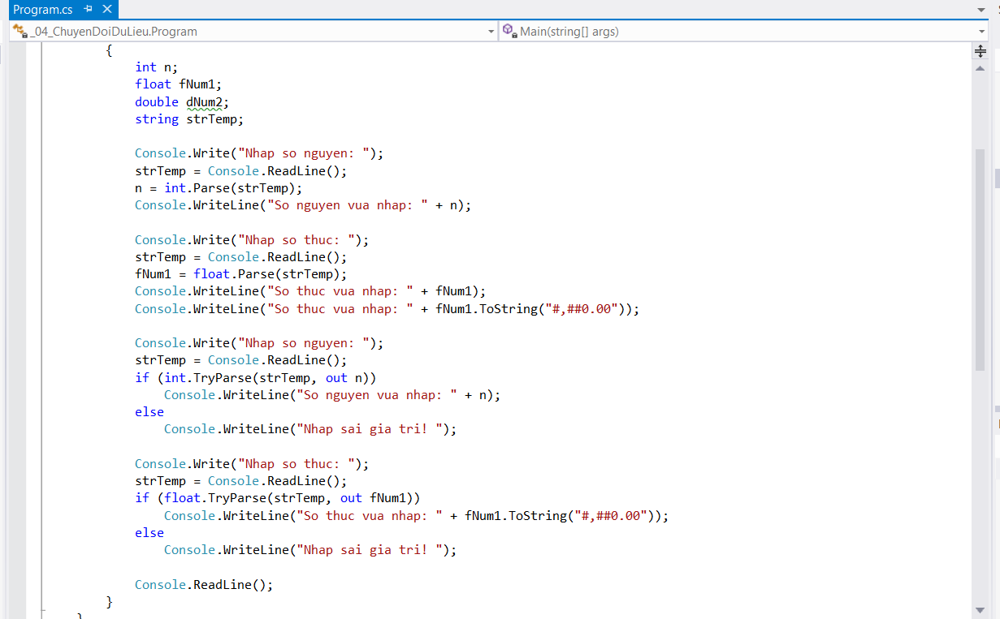 Program.cs
_04_ChuyenDoiDuLieu.Program
Main(string[] args)
{
int n;
float fNum1;
double dNum2;
string strTemp;
Console.Write("Nhap so nguyen: ");
strTemp = Console.ReadLine();
n = int.Parse(strTemp);
Console.WriteLine("So nguyen vua nhap: " + n);
Console.Write("Nhap so thuc: ");
strTemp = Console.ReadLine();
fNum1 = float.Parse(strTemp);
Console.WriteLine("So thuc vua nhap: " + fNum1);
Console.WriteLine("So thuc vua nhap: " + fNum1.ToString("#,##0.00"));
Console.Write("Nhap so nguyen: ");
strTemp = Console.ReadLine();
if (int.TryParse(strTemp, out n))
Console.WriteLine("So nguyen vua nhap: " + n);
else
Console.WriteLine("Nhap sai gia tri! ");
Console.Write("Nhap so thuc: ");
strTemp = Console.ReadLine();
if (float.TryParse(strTemp, out fNum1))
Console.WriteLine("So thuc vua nhap: " + fNum1.ToString("#,##0.00"));
else
Console.WriteLine("Nhap sai gia tri! ");
Console.ReadLine();
}
}